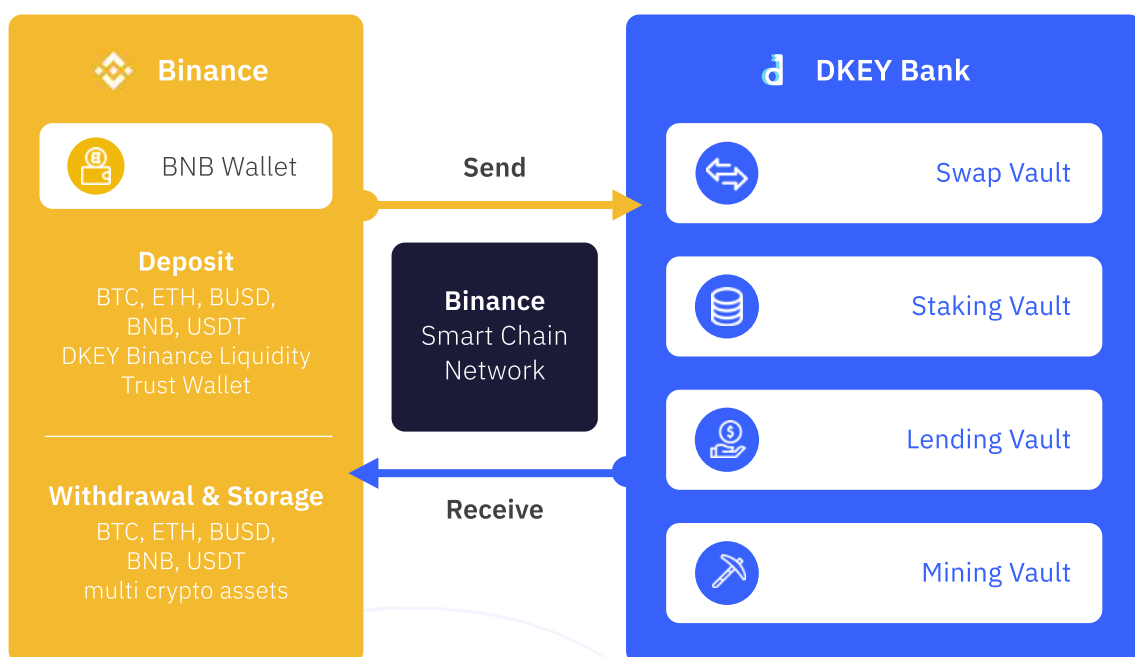 Binance
BNB Wallet
Deposit
BTC, ETH, BUSD,
BNB, USDT
DKEY Binance Liquidity
Trust Wallet
Withdrawal & Storage
BTC, ETH, BUSD,
BNB, USDT
multi crypto assets
Send
Binance
Smart Chain
Network
Receive
DKEY Bank
Swap Vault
Staking Vault
Lending Vault
Mining Vault